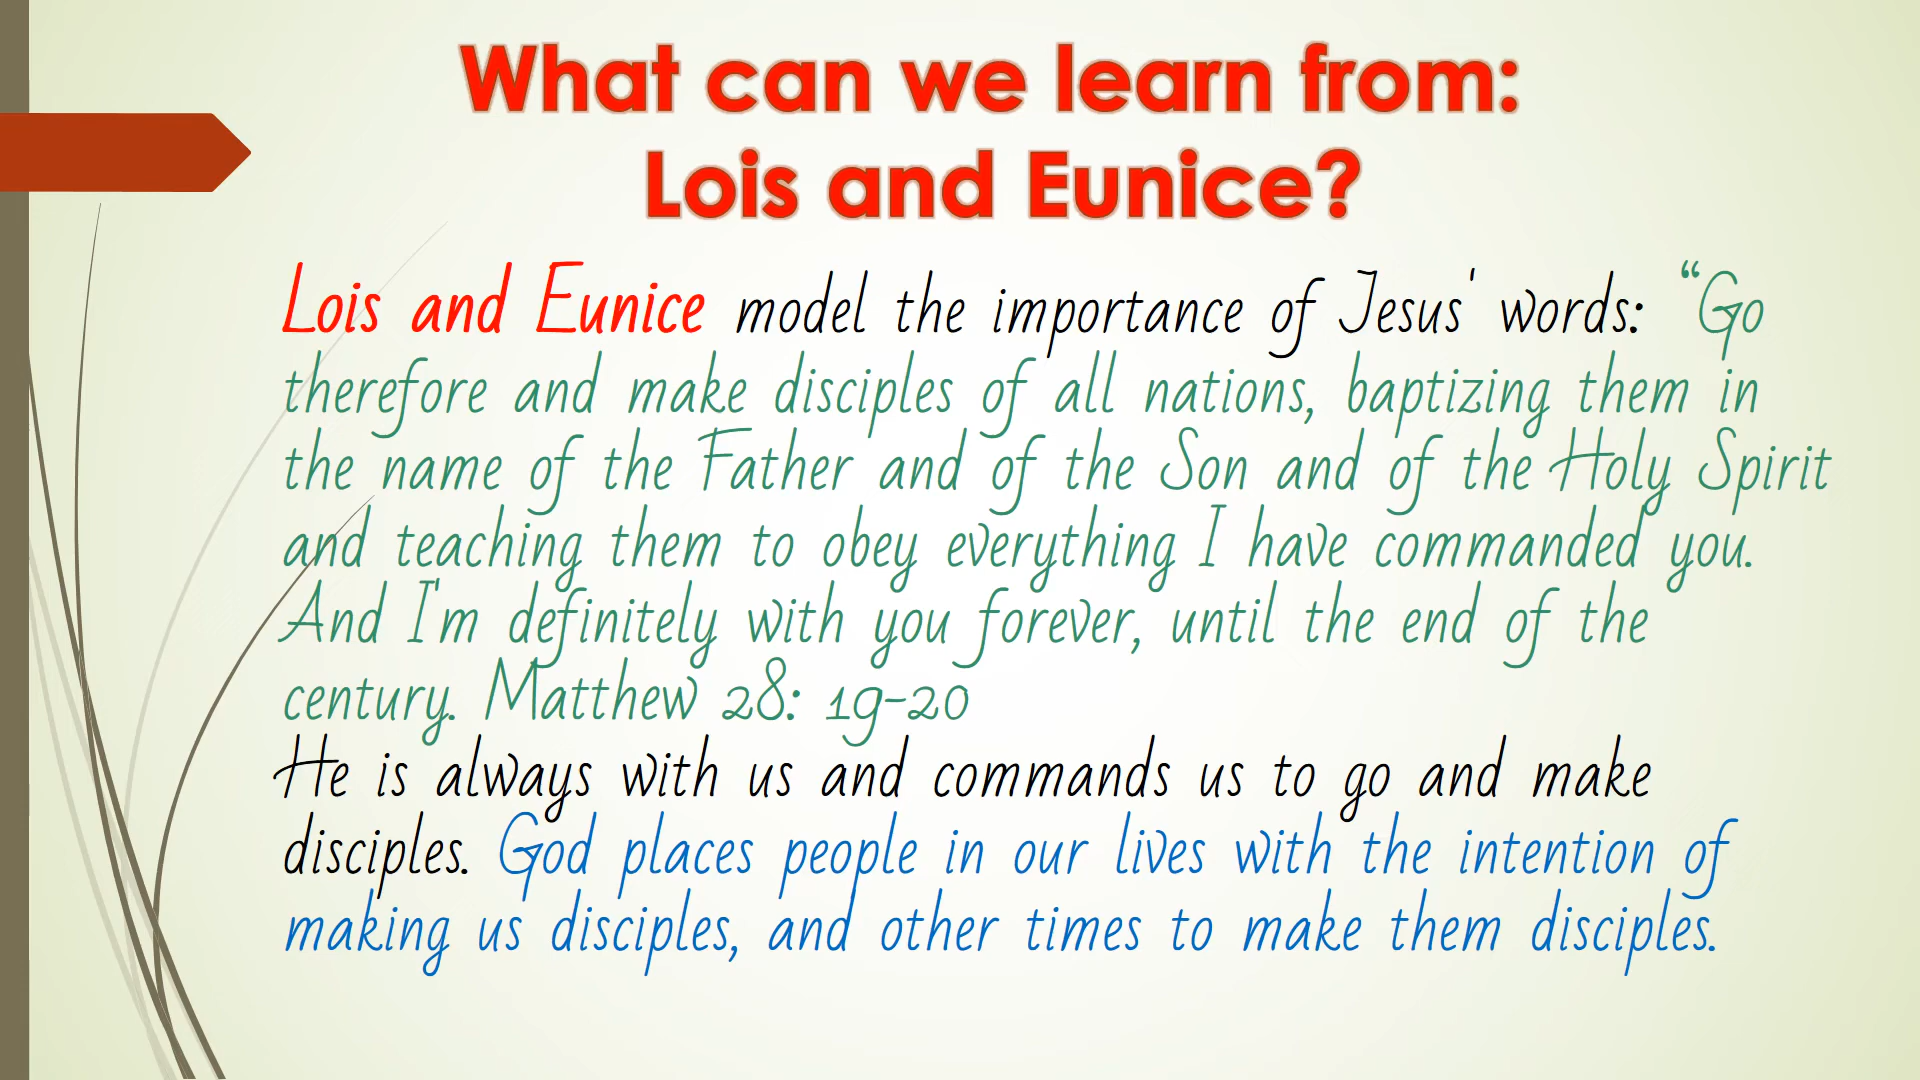 What can we learn from:
Lois and Eunice?
Lois and Eunice model the importance of Jesus' words: “Go
therefore and make disciples of all nations, baptizing them in
the name of the Father and of the Son and of the Holy Spirit
and teaching them to obey everything I have commanded you.
And I'm definitely with you forever, until the end of the
century. Matthew 28: 19-20
He is always with us and commands us to go and make
disciples. God places people in our lives with the intention of
making us disciples, and other times to make them disciples.